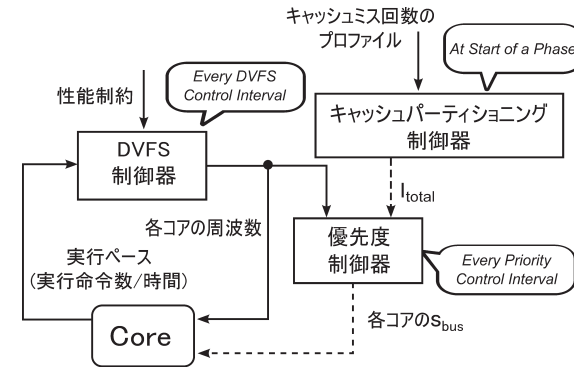 キャッシュミス回数の
プロファイル
At Start of a Phase
性能制約
Every DVFS
Control Interval
キャッシュパーティショニング
制御器
DVFS
制御器
I_total
各コアの周波数
優先度
制御器
実行ペース
(実行命令数/時間)
Every Priority
Control Interval
Core
各コアのs_bus